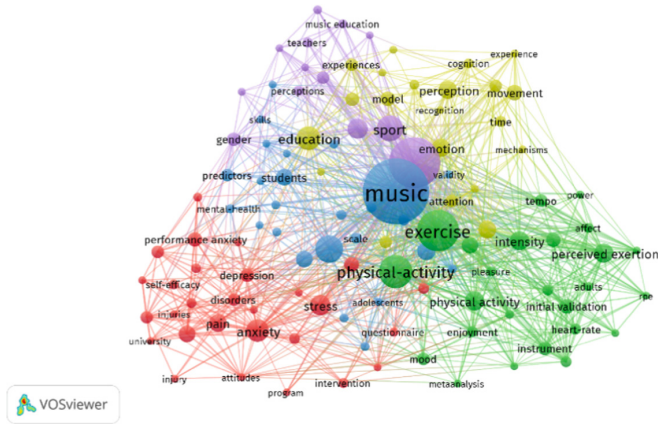 music education
teachers
experience
experiences
cognition
perceptions
model
perception
movement
recognition
skills
sport
time
gender
education
emotion
mechanisms
predictors
students
validity
music
power
mental-health
attention
tempo
exercise
affect
performance anxiety
scale
intensity
perceived exertion
depression
physical-activity
pleasure
self-efficacy
adults
rpe
disorders
adolescents
physical activity
initial validation
injuries
stress
pain
anxiety
questionnaire
enjoyment
heart-rate
university
mood
instrument
injury
attitudes
intervention
metaanalysis
program
VOSviewer